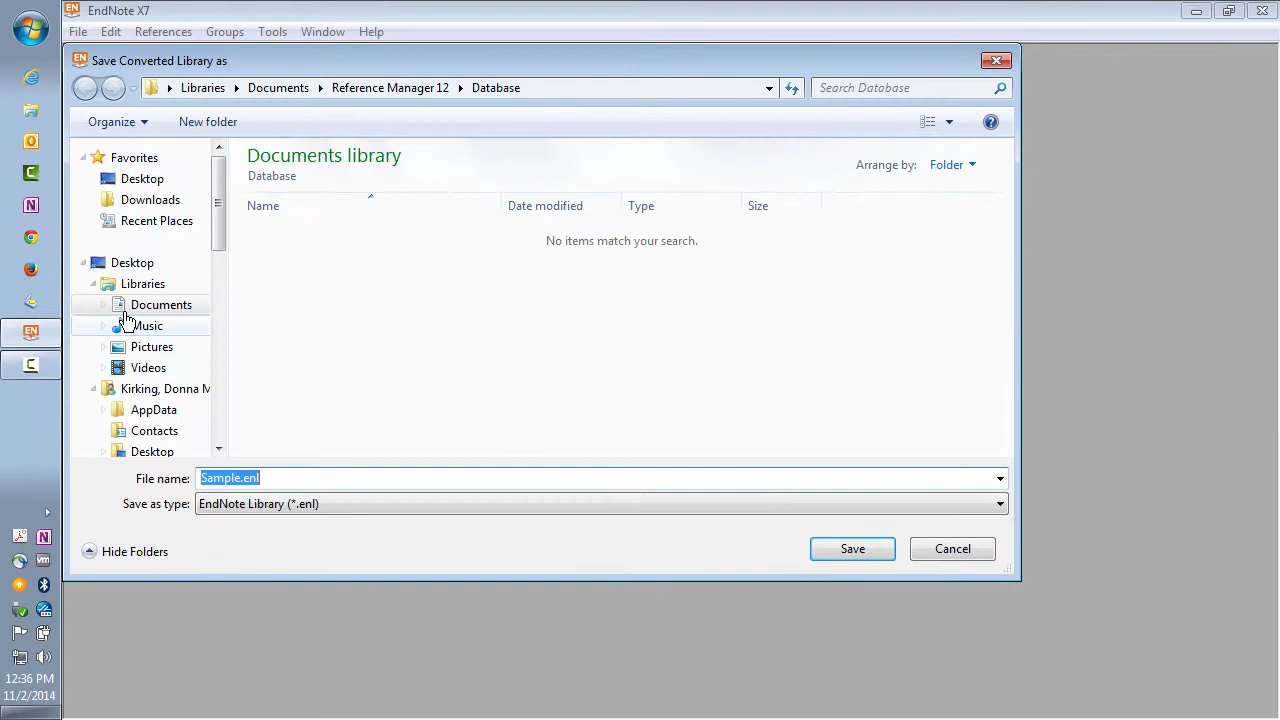 EndNote X7
File Edit References Groups Tools Window Help
Save Converted Library as
Libraries Documents Reference Manager 12 Database Search Database
Organize New folder
Favorites
Desktop
Downloads
Recent Places
Desktop
Libraries
Documents
Music
Pictures
Videos
Kirking, Donna M
AppData
Contacts
Desktop
Documents library
Database
Arrange by: Folder
Name Date modified Type Size
No items match your search.
File name: Sample.enl
Save as type: EndNote Library (*.enl)
Hide Folders Save Cancel
12:36 PM
11/2/2014